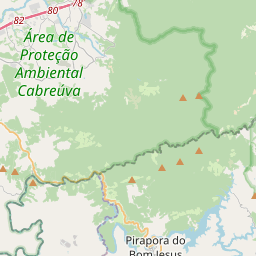 78
80
82
Área de
Proteção
Ambiental
Cabreúva
Pirapora do
Bom Jesus